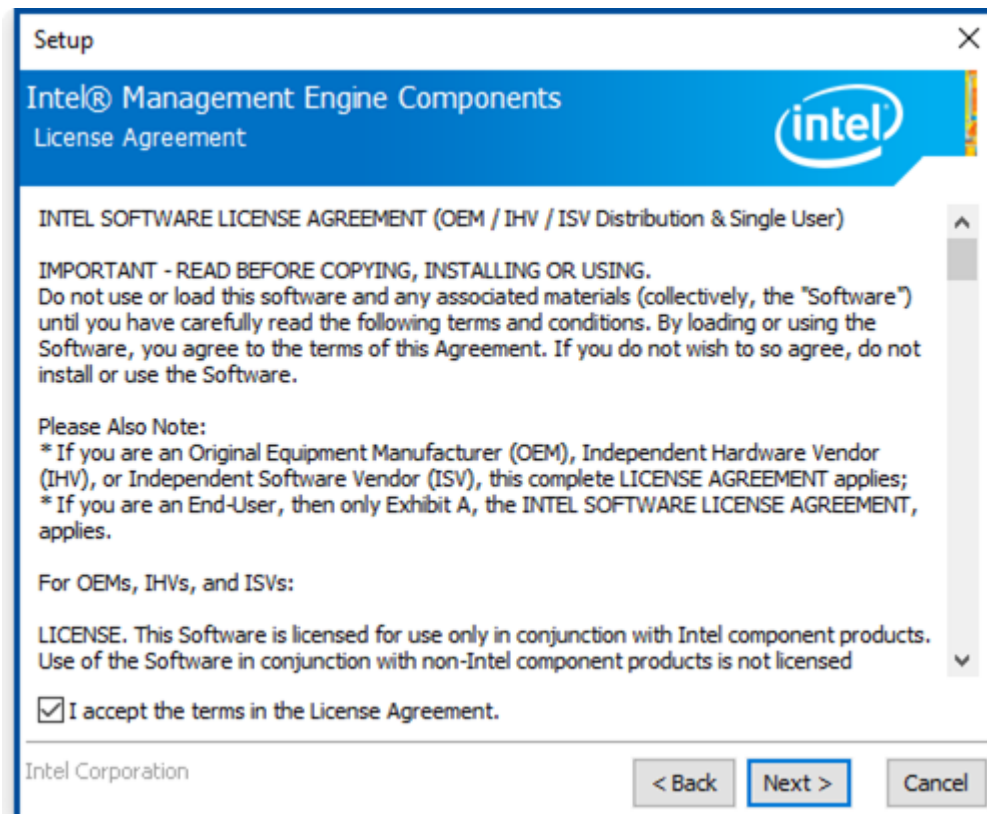 Setup
Intel® Management Engine Components
License Agreement
intel
INTEL SOFTWARE LICENSE AGREEMENT (OEM / IHV / ISV Distribution & Single User)
IMPORTANT - READ BEFORE COPYING, INSTALLING OR USING.
Do not use or load this software and any associated materials (collectively, the "Software")
until you have carefully read the following terms and conditions. By loading or using the
Software, you agree to the terms of this Agreement. If you do not wish to so agree, do not
install or use the Software.
Please Also Note:
* If you are an Original Equipment Manufacturer (OEM), Independent Hardware Vendor
(IHV), or Independent Software Vendor (ISV), this complete LICENSE AGREEMENT applies;
* If you are an End-User, then only Exhibit A, the INTEL SOFTWARE LICENSE AGREEMENT,
applies.
For OEMs, IHVs, and ISVs:
LICENSE. This Software is licensed for use only in conjunction with Intel component products.
Use of the Software in conjunction with non-Intel component products is not licensed
I accept the terms in the License Agreement.
Intel Corporation
< Back Next > Cancel